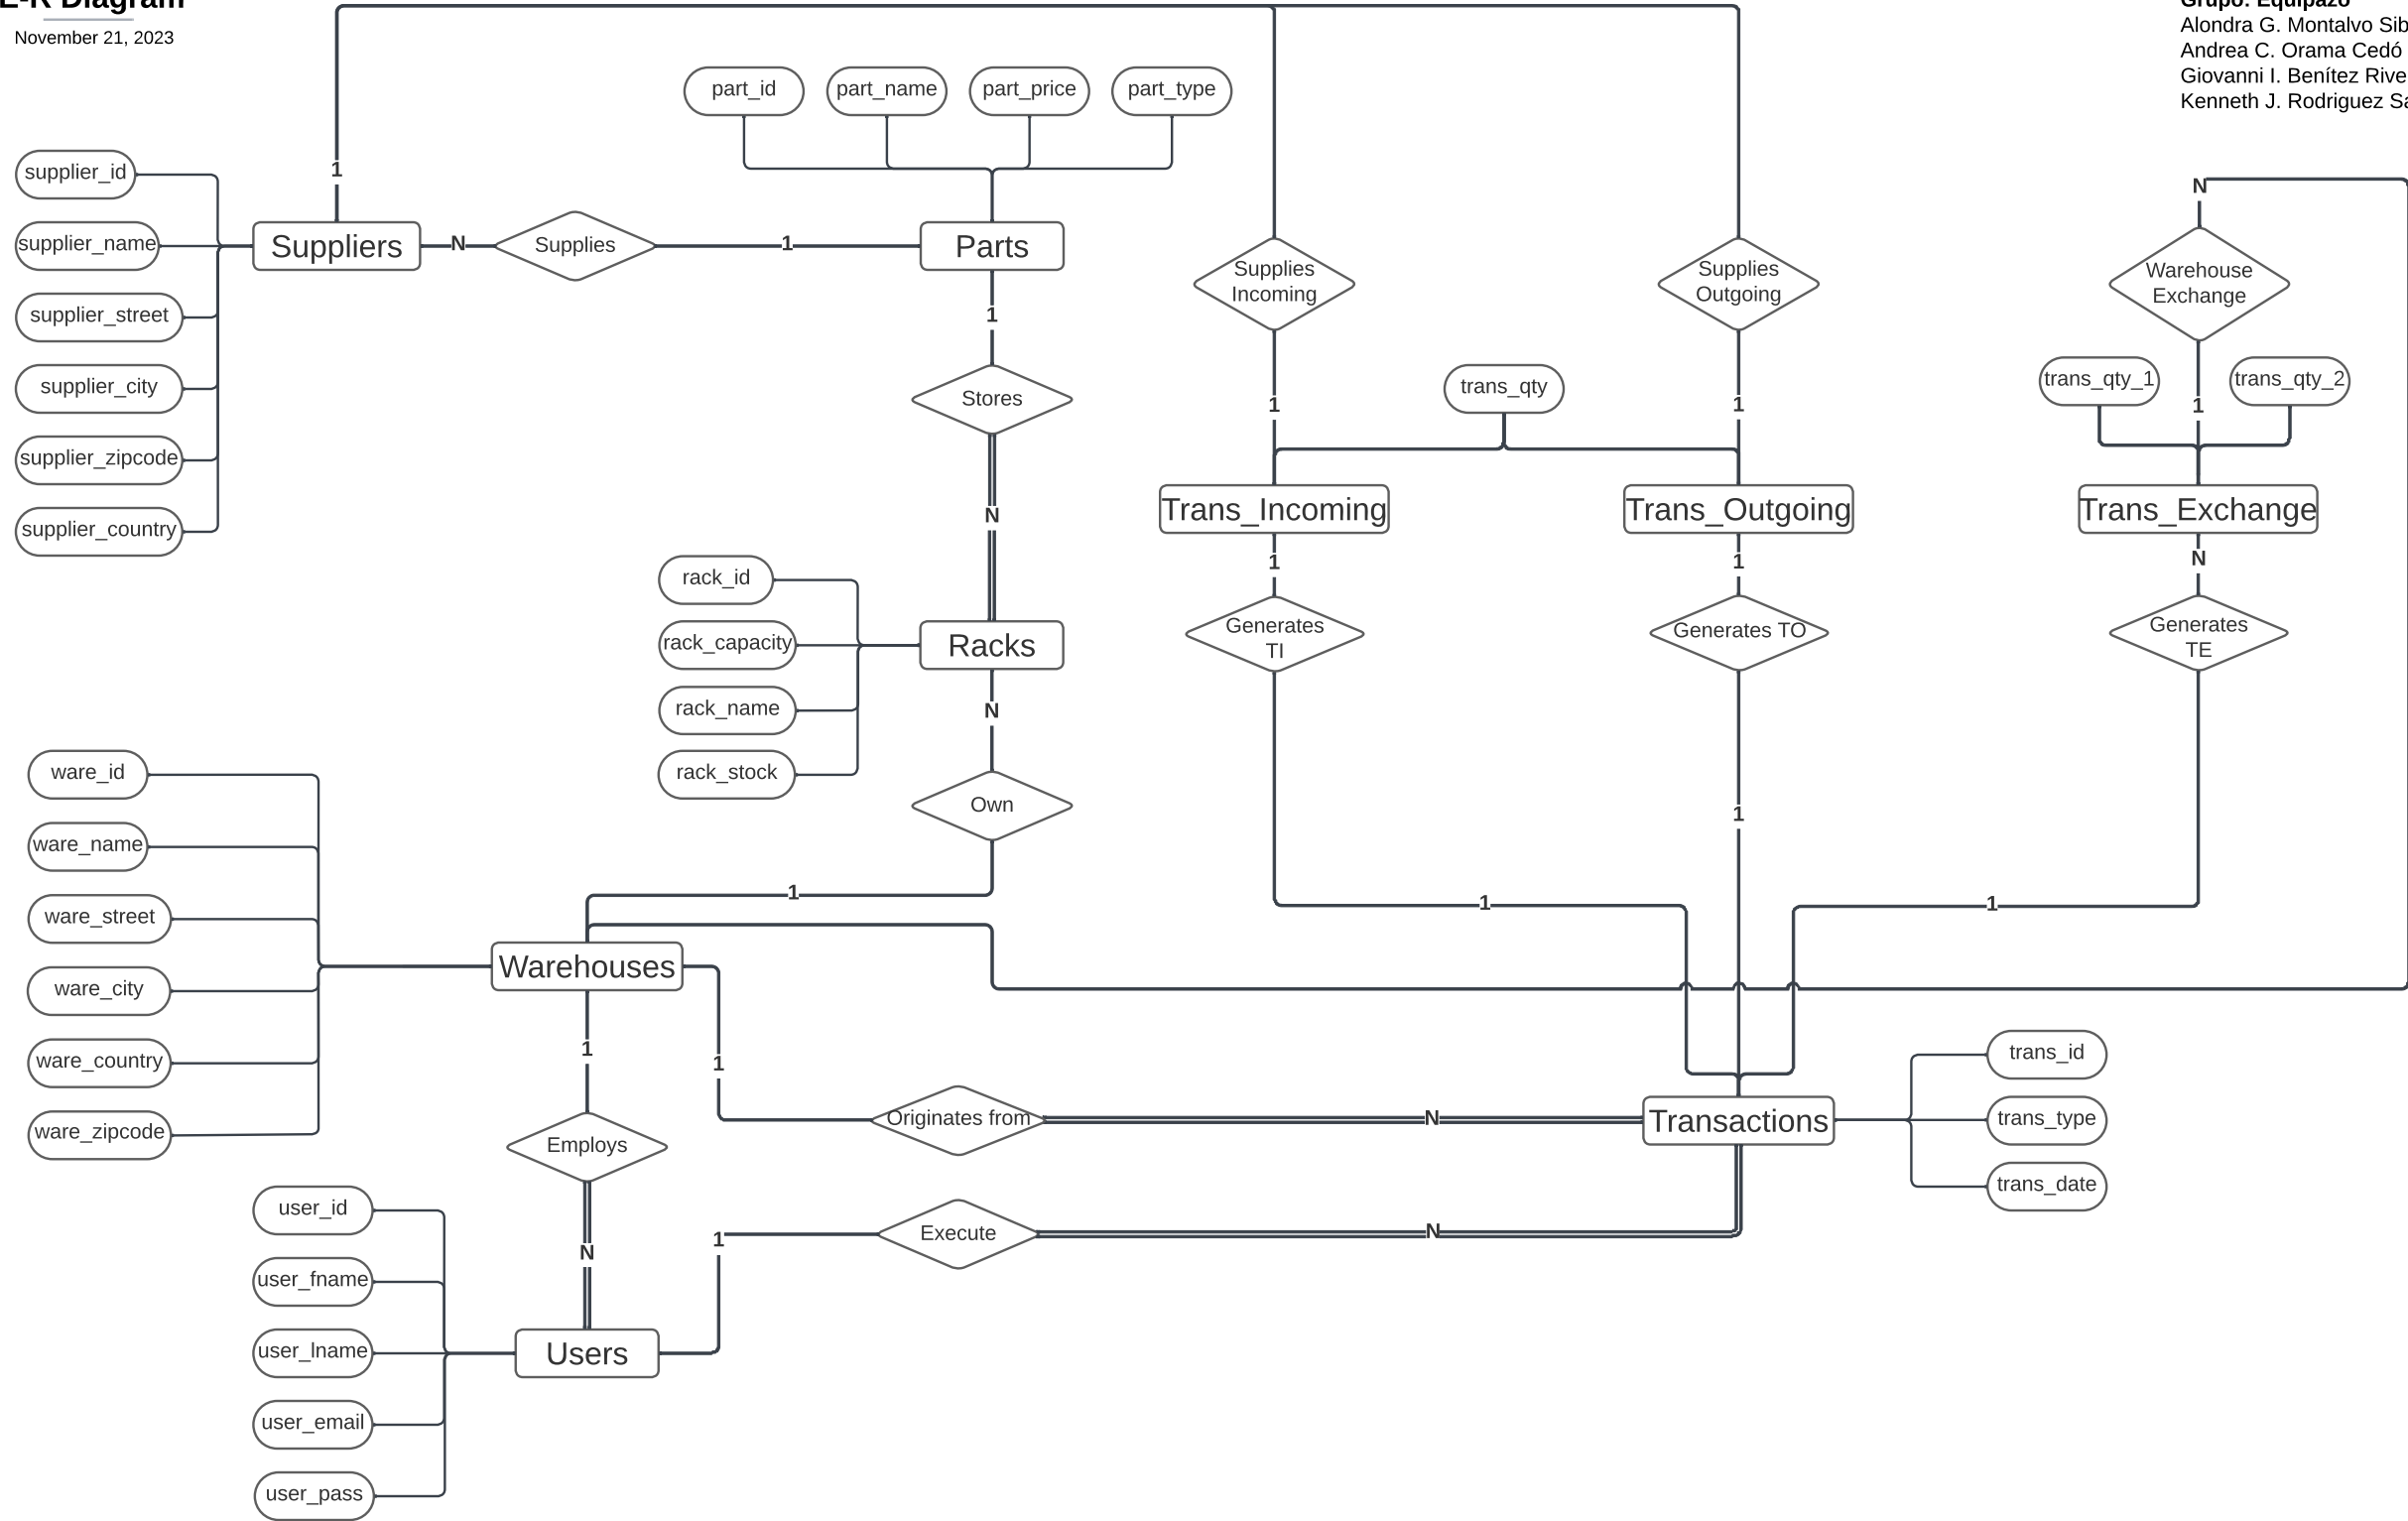 E-R Diagram
November 21, 2023
Grupo: Equipazo
Alondra G. Montalvo Sib
Andrea C. Orama Cedó
Giovanni I. Benítez Rive
Kenneth J. Rodriguez Sa
part_id
part_name
part_price
part_type
supplier_id
supplier_name
supplier_street
supplier_city
supplier_zipcode
supplier_country
1
Suppliers
N
Supplies
1
Parts
1
Stores
N
Supplies
Incoming
1
Supplies
Outgoing
1
trans_qty
N
Warehouse
Exchange
trans_qty_1
trans_qty_2
1
Trans_Incoming
Trans_Outgoing
Trans_Exchange
1
1
N
Generates
TI
Generates TO
Generates
TE
rack_id
rack_capacity
rack_name
rack_stock
Racks
N
Own
1
1
1
1
ware_id
ware_name
ware_street
ware_city
ware_country
ware_zipcode
Warehouses
1
1
Employs
N
Originates from
N
Transactions
trans_id
trans_type
trans_date
1
Execute
N
user_id
user_fname
user_lname
user_email
user_pass
Users